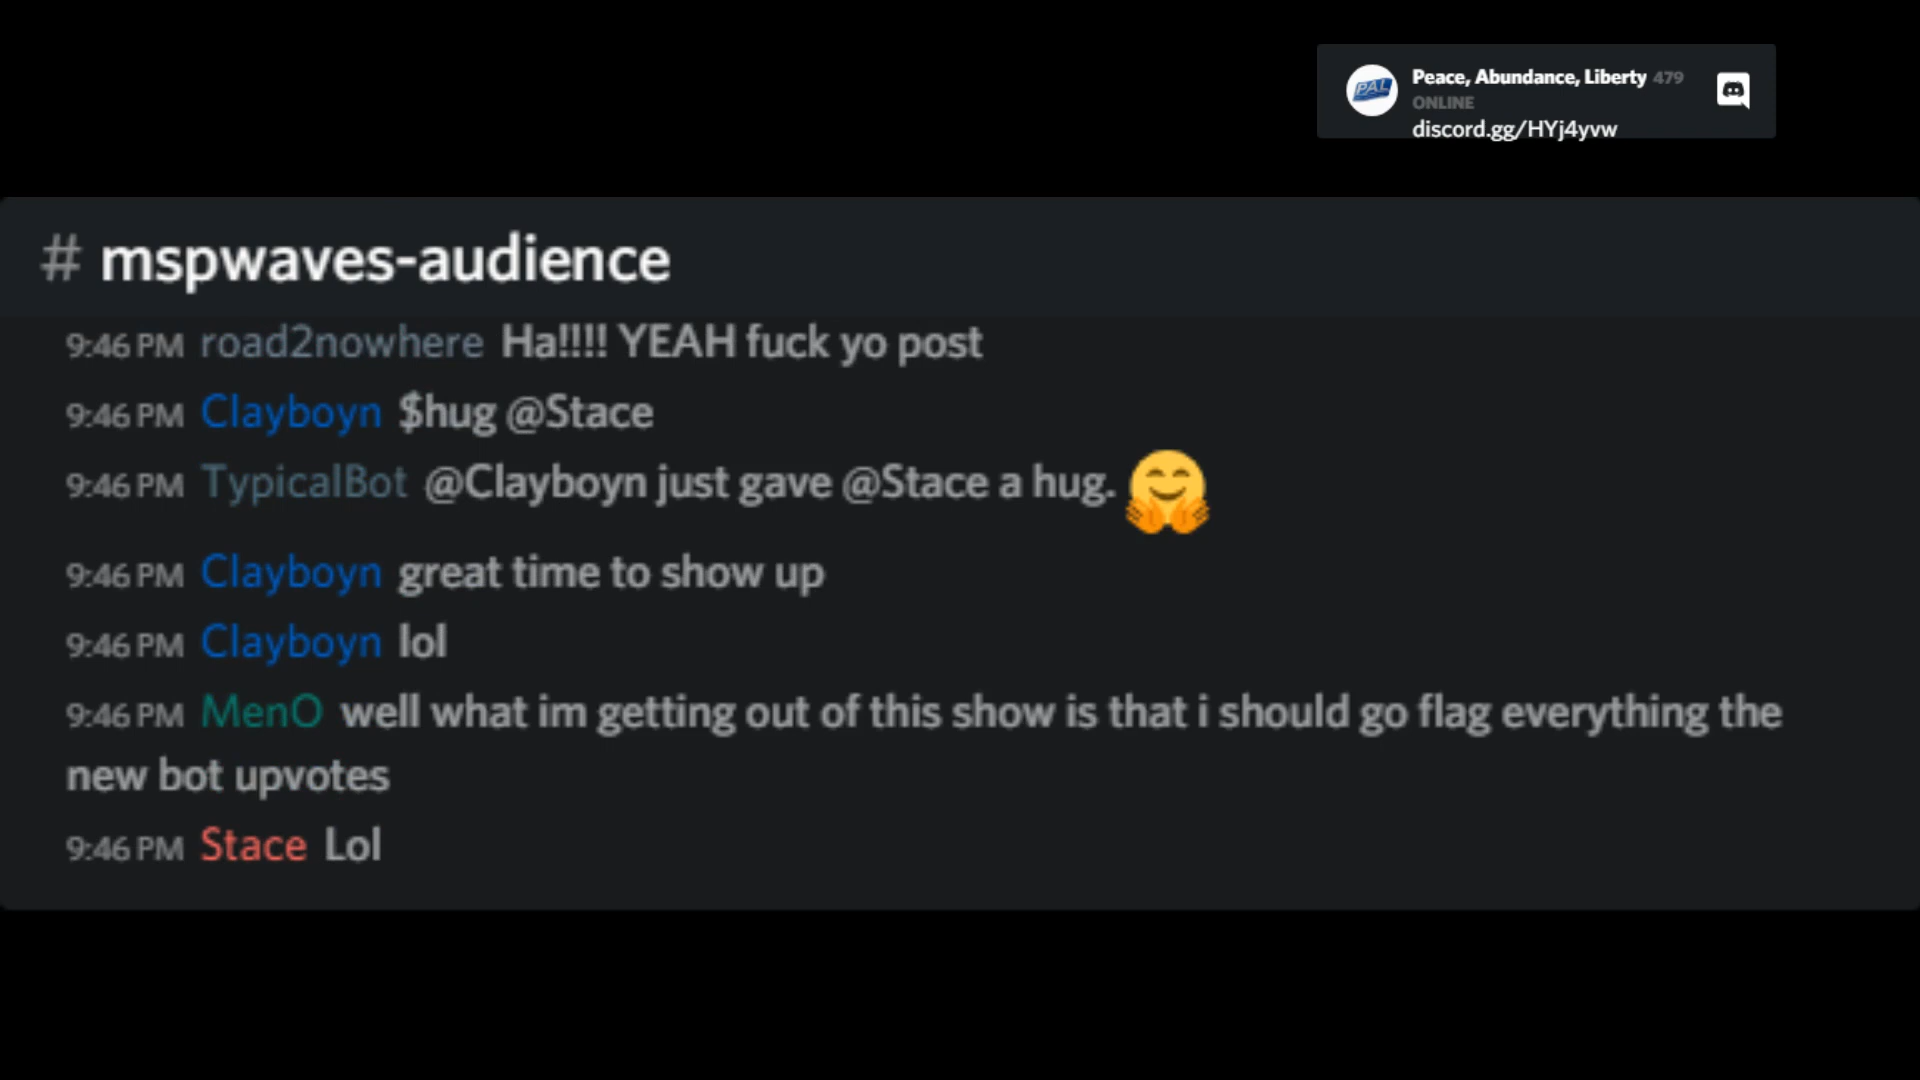 Peace, Abundance, Liberty 479
ONLINE
discord.gg/HYj4yvw
PAL
# mspwaves-audience
9:46 PM road2nowhere Ha!!!! YEAH fuck yo post
9:46 PM Clayboyn $hug @Stace
9:46 PM TypicalBot @Clayboyn just gave @Stace a hug. 🤗
9:46 PM Clayboyn great time to show up
9:46 PM Clayboyn lol
9:46 PM MenO well what im getting out of this show is that i should go flag everything the
new bot upvotes
9:46 PM Stace Lol